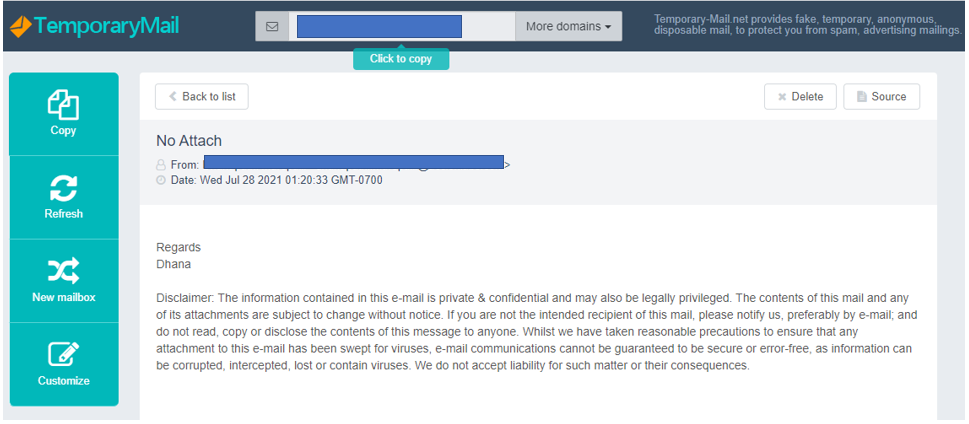 TemporaryMail
More domains
Temporary-Mail.net provides fake, temporary, anonymous,
disposable mail, to protect you from spam, advertising mailings.
Click to copy
Copy
Refresh
New mailbox
Customize
Back to list
Delete
Source
No Attach
From: >
Date: Wed Jul 28 2021 01:20:33 GMT-0700
Regards
Dhana
Disclaimer: The information contained in this e-mail is private & confidential and may also be legally privileged. The contents of this mail and any
of its attachments are subject to change without notice. If you are not the intended recipient of this mail, please notify us, preferably by e-mail; and
do not read, copy or disclose the contents of this message to anyone. Whilst we have taken reasonable precautions to ensure that any
attachment to this e-mail has been swept for viruses, e-mail communications cannot be guaranteed to be secure or error-free, as information can
be corrupted, intercepted, lost or contain viruses. We do not accept liability for such matter or their consequences.